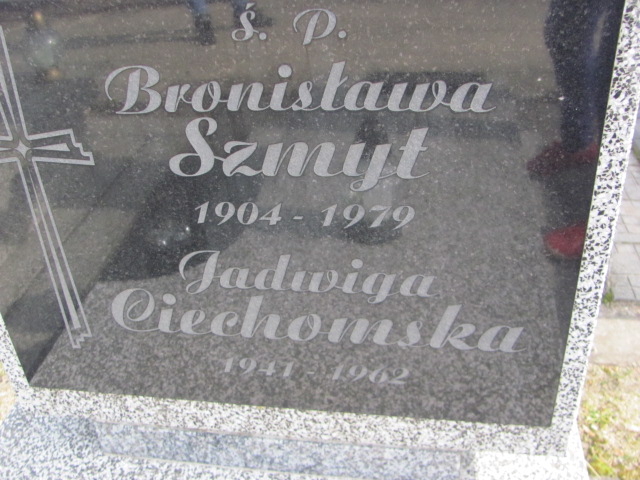 Ś. P.
Bronisława
Szmyt
1904 - 1979
Jadwiga
Ciechomska
1941 - 1962